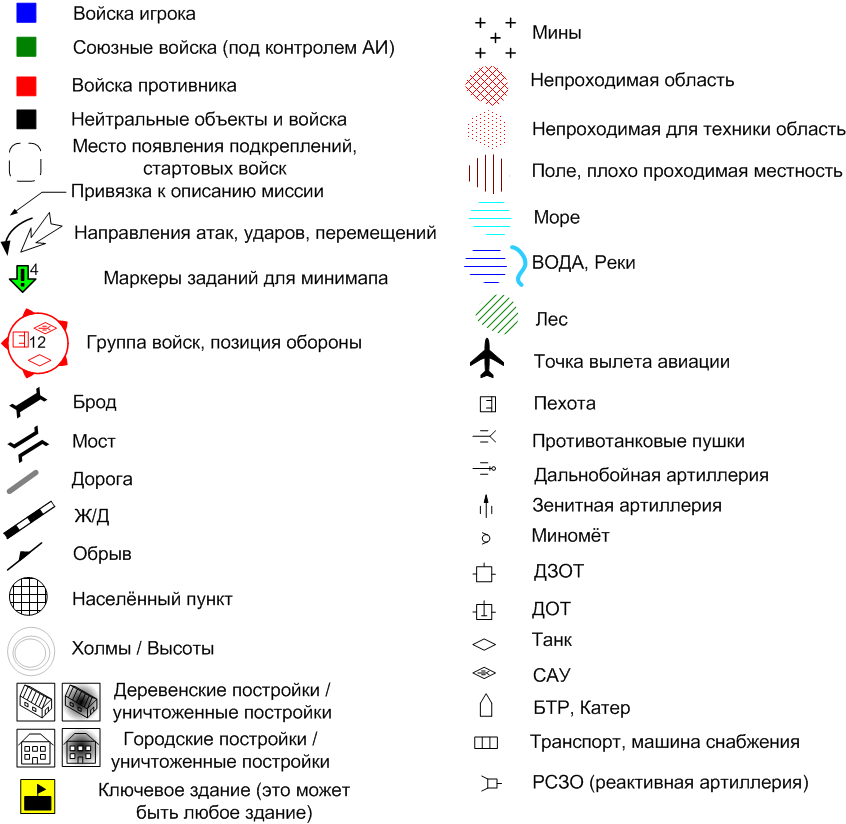 Войска игрока
Союзные войска (под контролем АИ)
Войска противника
Нейтральные объекты и войска
Место появления подкреплений,
стартовых войск
Привязка к описанию миссии
Направления атак, ударов, перемещений
4
Маркеры заданий для минимапа
12
Группа войск, позиция обороны
Брод
Мост
Дорога
Ж/Д
Обрыв
Населённый пункт
Холмы / Высоты
Деревенские постройки /
уничтоженные постройки
Городские постройки /
уничтоженные постройки
Ключевое здание (это может
быть любое здание)
Мины
Непроходимая область
Непроходимая для техники область
Поле, плохо проходимая местность
Море
ВОДА, Реки
Лес
Точка вылета авиации
Пехота
Противотанковые пушки
Дальнобойная артиллерия
Зенитная артиллерия
Миномёт
ДЗОТ
ДОТ
Танк
САУ
БТР, Катер
Транспорт, машина снабжения
РСЗО (реактивная артиллерия)